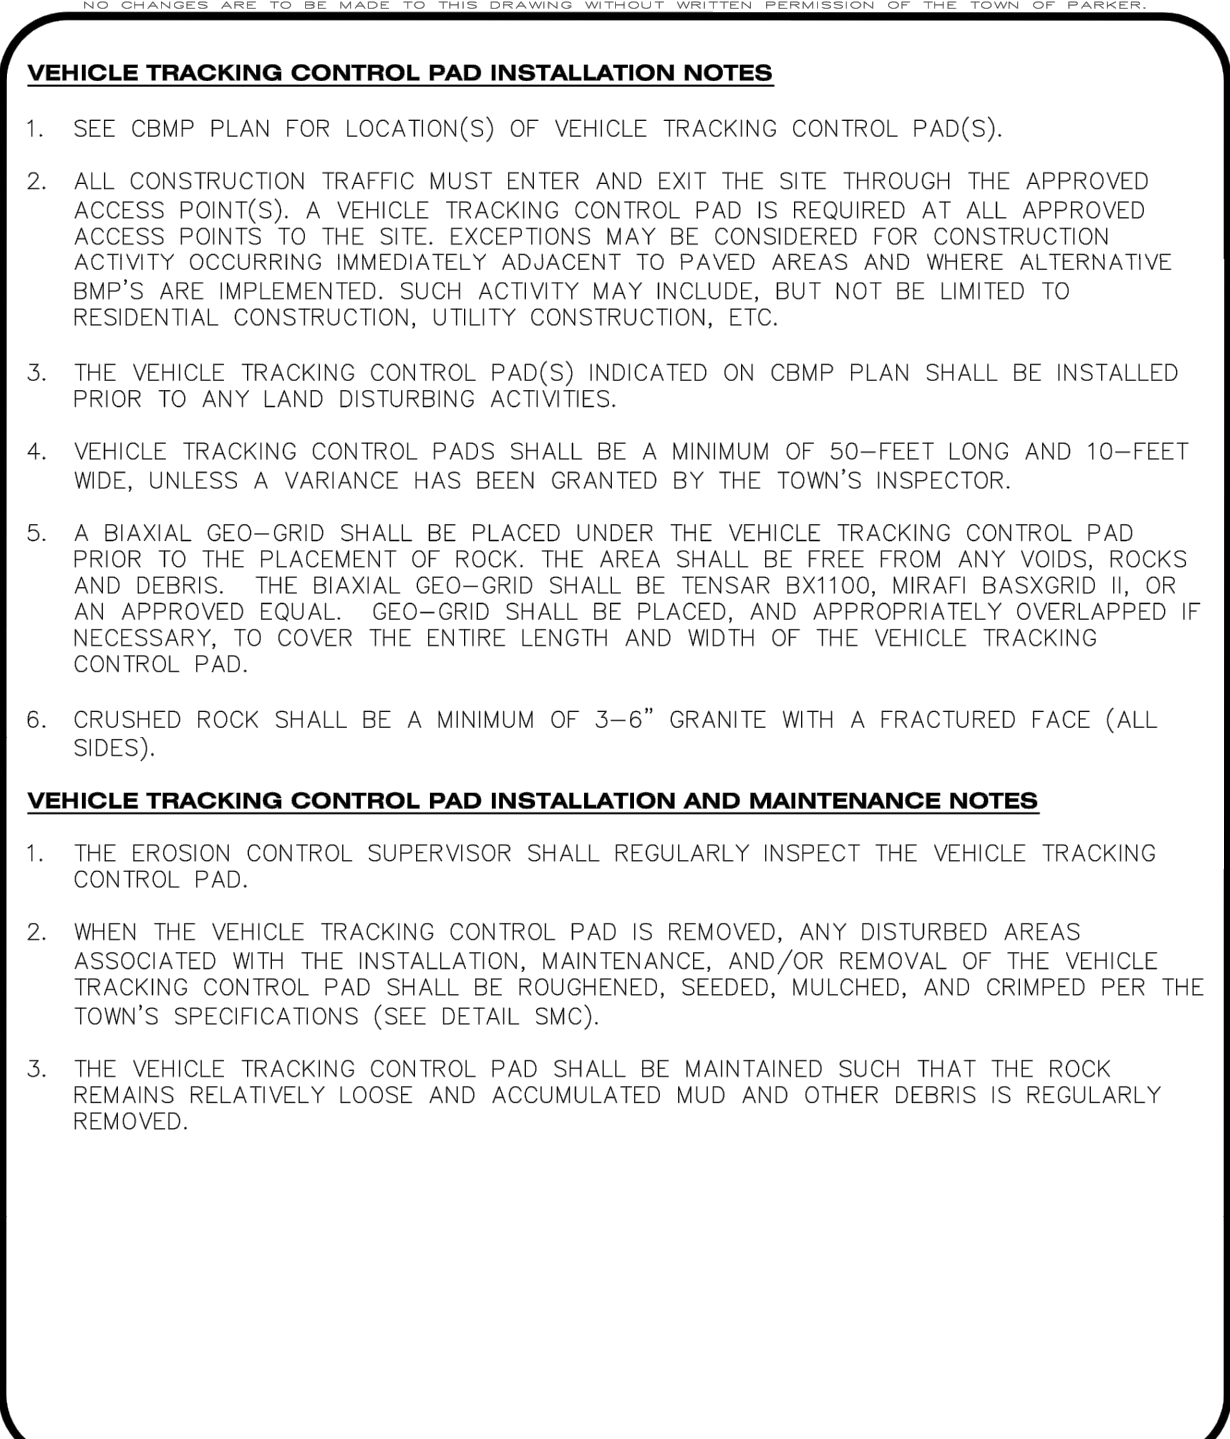 NO CHANGES ARE TO BE MADE TO THIS DRAWING WITHOUT WRITTEN PERMISSION OF THE TOWN OF PARKER.
VEHICLE TRACKING CONTROL PAD INSTALLATION NOTES
1. SEE CBMP PLAN FOR LOCATION(S) OF VEHICLE TRACKING CONTROL PAD(S).
2. ALL CONSTRUCTION TRAFFIC MUST ENTER AND EXIT THE SITE THROUGH THE APPROVED
ACCESS POINT(S). A VEHICLE TRACKING CONTROL PAD IS REQUIRED AT ALL APPROVED
ACCESS POINTS TO THE SITE. EXCEPTIONS MAY BE CONSIDERED FOR CONSTRUCTION
ACTIVITY OCCURRING IMMEDIATELY ADJACENT TO PAVED AREAS AND WHERE ALTERNATIVE
BMP'S ARE IMPLEMENTED. SUCH ACTIVITY MAY INCLUDE, BUT NOT BE LIMITED TO
RESIDENTIAL CONSTRUCTION, UTILITY CONSTRUCTION, ETC.
3. THE VEHICLE TRACKING CONTROL PAD(S) INDICATED ON CBMP PLAN SHALL BE INSTALLED
PRIOR TO ANY LAND DISTURBING ACTIVITIES.
4. VEHICLE TRACKING CONTROL PADS SHALL BE A MINIMUM OF 50-FEET LONG AND 10-FEET
WIDE, UNLESS A VARIANCE HAS BEEN GRANTED BY THE TOWN'S INSPECTOR.
5. A BIAXIAL GEO-GRID SHALL BE PLACED UNDER THE VEHICLE TRACKING CONTROL PAD
PRIOR TO THE PLACEMENT OF ROCK. THE AREA SHALL BE FREE FROM ANY VOIDS, ROCKS
AND DEBRIS. THE BIAXIAL GEO-GRID SHALL BE TENSAR BX1100, MIRAFI BASXGRID II, OR
AN APPROVED EQUAL. GEO-GRID SHALL BE PLACED, AND APPROPRIATELY OVERLAPPED IF
NECESSARY, TO COVER THE ENTIRE LENGTH AND WIDTH OF THE VEHICLE TRACKING
CONTROL PAD.
6. CRUSHED ROCK SHALL BE A MINIMUM OF 3-6" GRANITE WITH A FRACTURED FACE (ALL
SIDES).
VEHICLE TRACKING CONTROL PAD INSTALLATION AND MAINTENANCE NOTES
1. THE EROSION CONTROL SUPERVISOR SHALL REGULARLY INSPECT THE VEHICLE TRACKING
CONTROL PAD.
2. WHEN THE VEHICLE TRACKING CONTROL PAD IS REMOVED, ANY DISTURBED AREAS
ASSOCIATED WITH THE INSTALLATION, MAINTENANCE, AND/OR REMOVAL OF THE VEHICLE
TRACKING CONTROL PAD SHALL BE ROUGHENED, SEEDED, MULCHED, AND CRIMPED PER THE
TOWN'S SPECIFICATIONS (SEE DETAIL SMC).
3. THE VEHICLE TRACKING CONTROL PAD SHALL BE MAINTAINED SUCH THAT THE ROCK
REMAINS RELATIVELY LOOSE AND ACCUMULATED MUD AND OTHER DEBRIS IS REGULARLY
REMOVED.